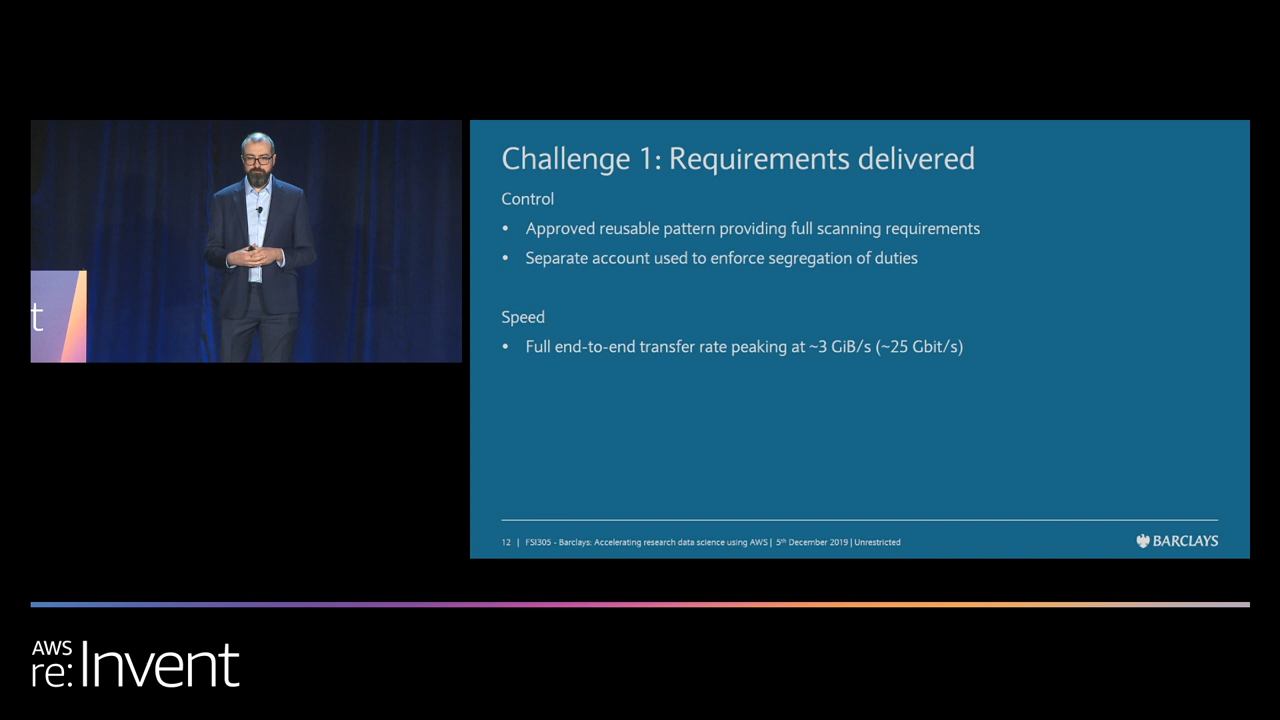 Challenge 1: Requirements delivered
Control
• Approved reusable pattern providing full scanning requirements
• Separate account used to enforce segregation of duties
Speed
• Full end-to-end transfer rate peaking at ~3 GiB/s (~25 Gbit/s)
12 | FSI305 - Barclays: Accelerating research data science using AWS | 5th December 2019 | Unrestricted
BARCLAYS
t
AWS
re:Invent